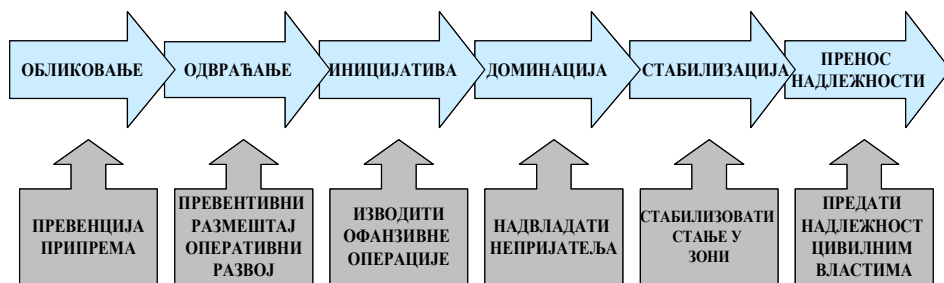 ОБЛИКОВАЊЕ
ОДВРАЋАЊЕ
ИНИЦИЈАТИВА
ДОМИНАЦИЈА
СТАБИЛИЗАЦИЈА
ПРЕНОС
НАДЛЕЖНОСТИ
ПРЕВЕНЦИЈА
ПРИПРЕМА
ПРЕВЕНТИВНИ
РАЗМЕШТАЈ
ОПЕРАТИВНИ
РАЗВОЈ
ИЗВОДИТИ
ОФАНЗИВНЕ
ОПЕРАЦИЈЕ
НАДВЛАДАТИ
НЕПРИЈАТЕЉА
СТАБИЛИЗОВАТИ
СТАЊЕ У
ЗОНИ
ПРЕДАТИ
НАДЛЕЖНОСТ
ЦИВИЛНИМ
ВЛАСТИМА